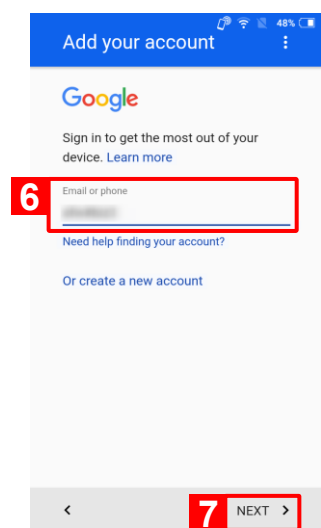 48%
Add your account
Google
Sign in to get the most out of your
device. Learn more
6
Email or phone
Need help finding your account?
Or create a new account
7
NEXT